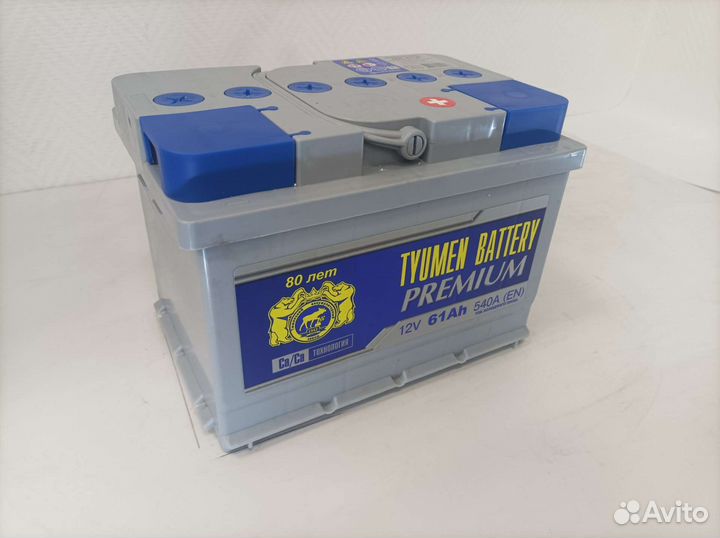 80 лет
TYUMEN BATTERY
PREMIUM
12V 61Ah 540A (EN)
Ca/Ca ТЕХНОЛОГИЯ
Avito